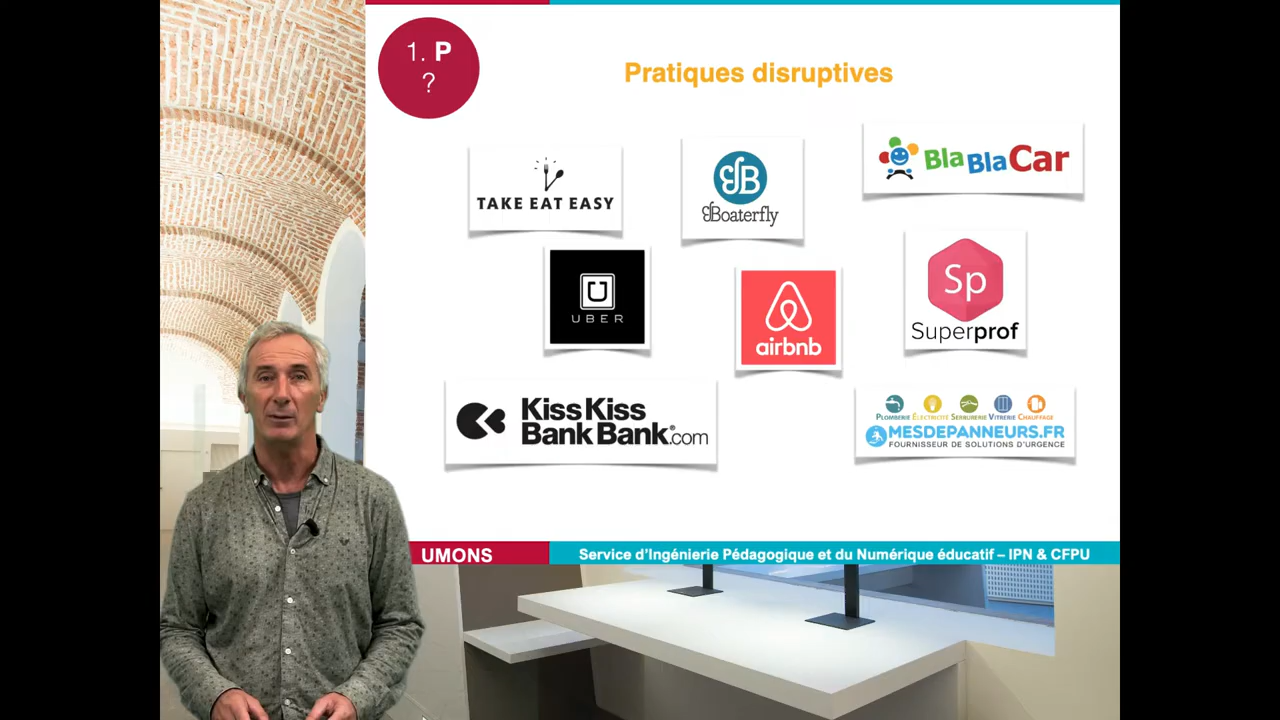 1. P
?
Pratiques disruptives
TAKE EAT EASY
B
Boaterfly
BlaBlaCar
U
UBER
airbnb
Sp
Superprof
KissKiss
BankBank®.com
PLOMBERIE ÉLECTRICITÉ SERRURERIE VITRERIE CHAUFFAGE
MESDEPANNEURS.FR
FOURNISSEUR DE SOLUTIONS D'URGENCE
UMONS
Service d'Ingénierie Pédagogique et du Numérique éducatif – IPN & CFPU